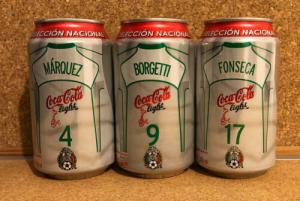 SELECCIÓN NACIONAL
MÁRQUEZ
Coca-Cola
light
4
SELECCIÓN NACIONAL
BORGETTI
Coca-Cola
light
9
SELECCIÓN NACIONAL
FONSECA
Coca-Cola
light
17